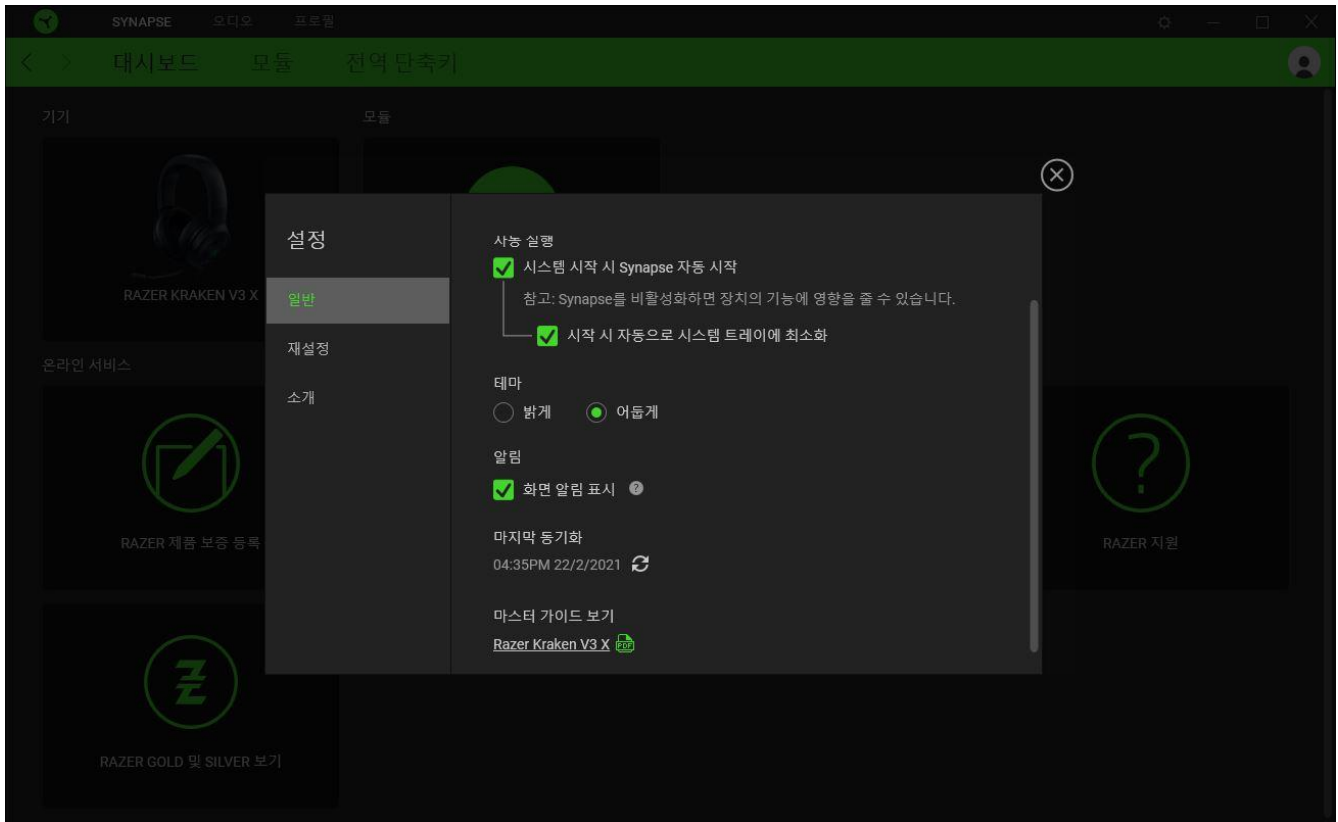 SYNAPSE 오디오 프로필
대시보드 모듈 전역 단축키
기기 모듈
RAZER KRAKEN V3 X
온라인 서비스
RAZER 제품 보증 등록
RAZER 지원
RAZER GOLD 및 SILVER 보기
설정
일반
재설정
소개
실행
시스템 시작 시 Synapse 자동 시작
참고: Synapse를 비활성화하면 장치의 기능에 영향을 줄 수 있습니다.
시작 시 자동으로 시스템 트레이에 최소화
테마
밝게 어둡게
알림
화면 알림 표시 ?
마지막 동기화
04:35PM 22/2/2021
마스터 가이드 보기
Razer Kraken V3 X PDF